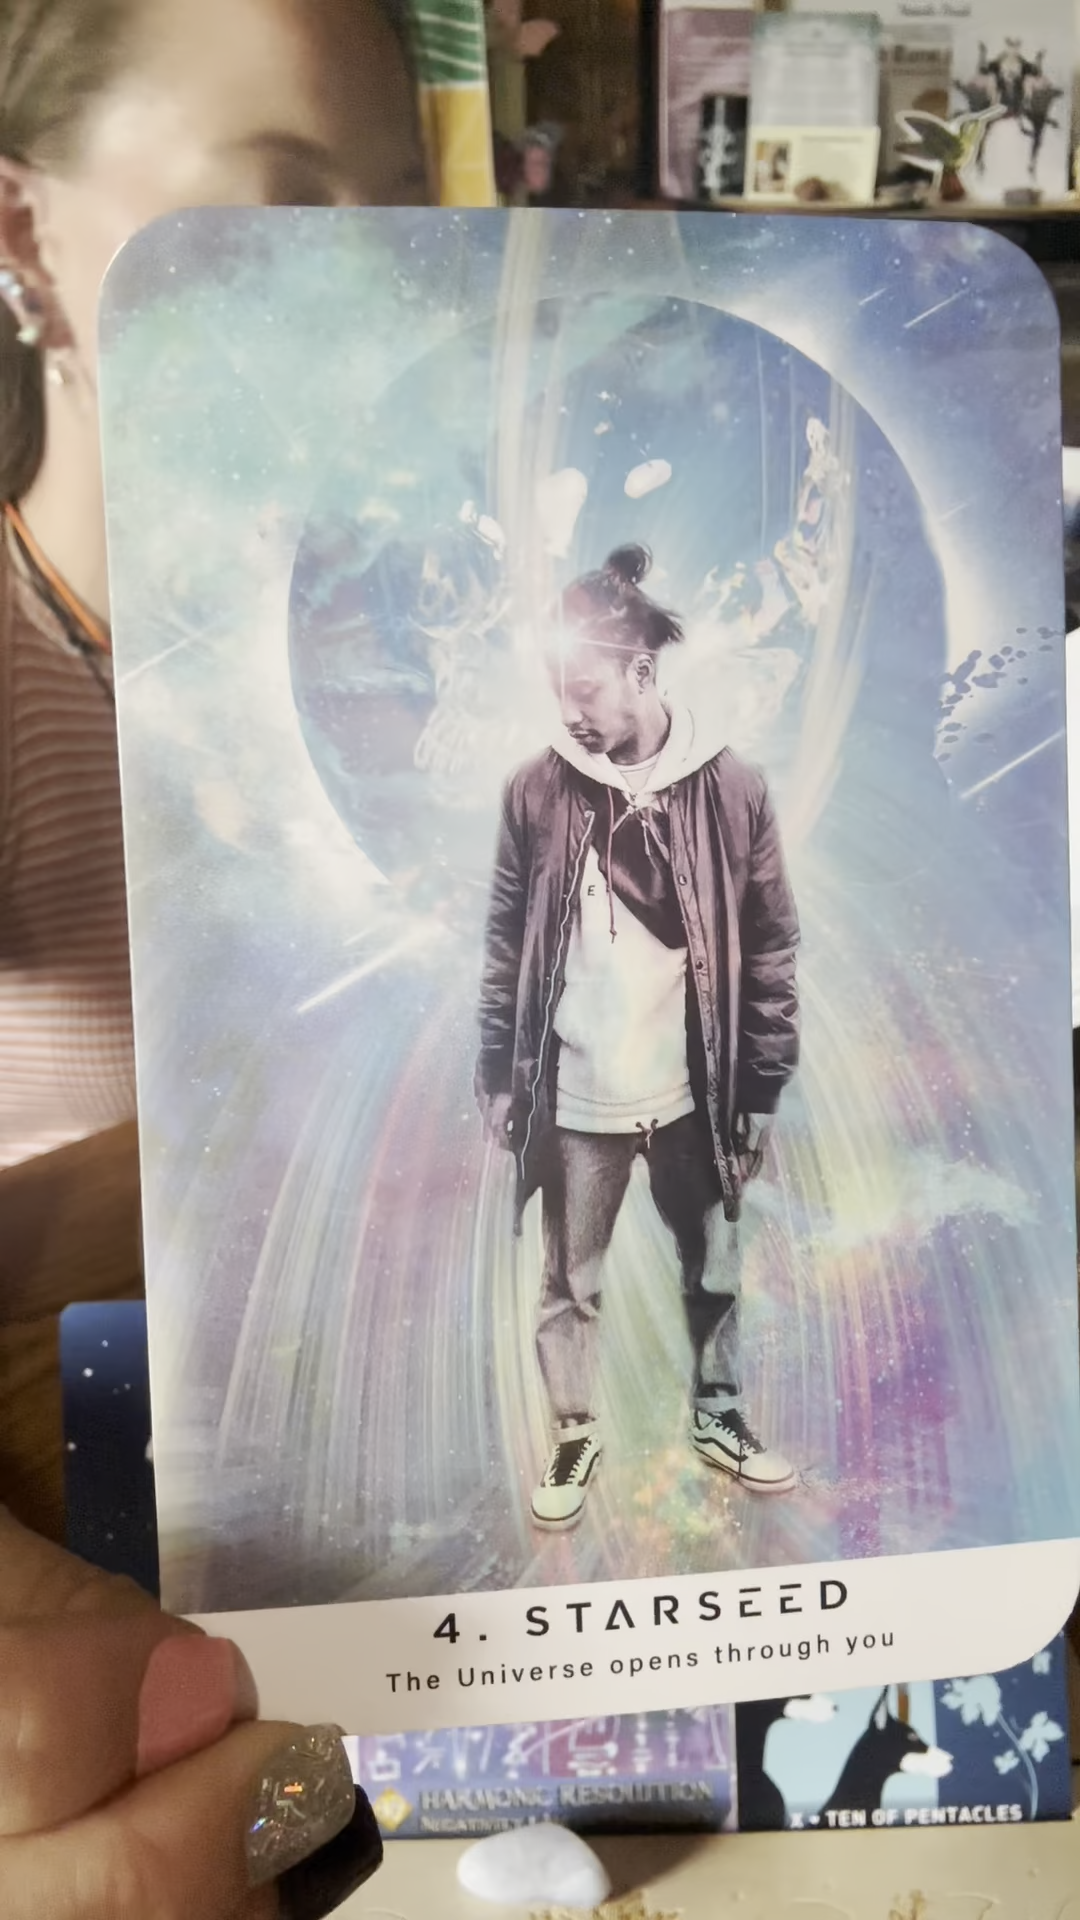 E
4. STARSEED
The Universe opens through you
HARMONIC RESOLUTION
X • TEN OF PENTACLES